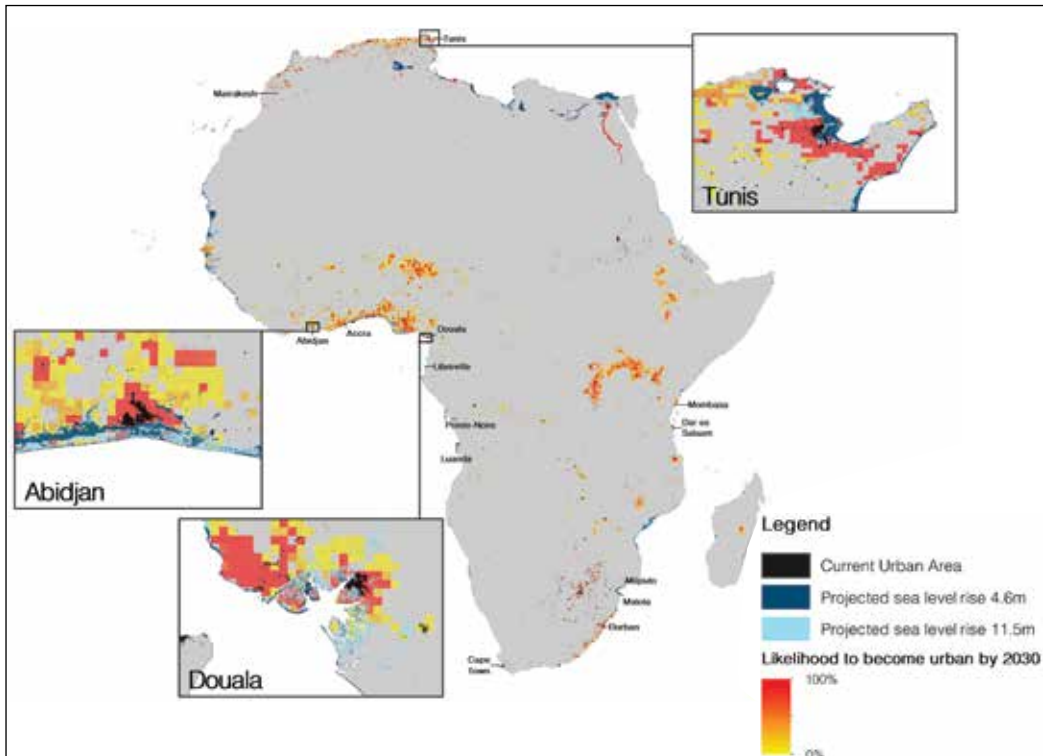 Tunis
Marrakesh
Tunis
Abidjan
Accra
Douala
Libreville
Mombasa
Dar es
Salaam
Pointe-Noire
Luanda
Abidjan
Legend
Current Urban Area
Projected sea level rise 4.6m
Projected sea level rise 11.5m
Maputo
Matola
Durban
Cape
Town
Likelihood to become urban by 2030
100%
0%
Douala